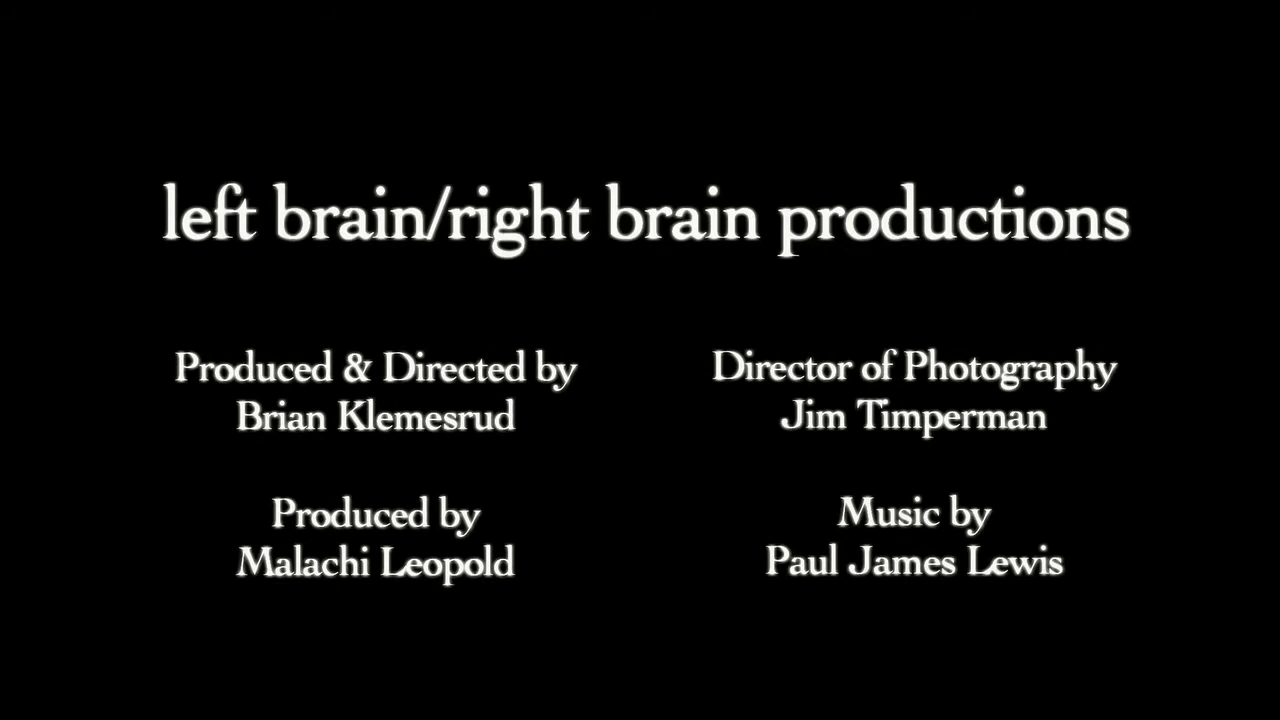 left brain/right brain productions
Produced & Directed by
Brian Klemesrud
Produced by
Malachi Leopold
Director of Photography
Jim Timperman
Music by
Paul James Lewis